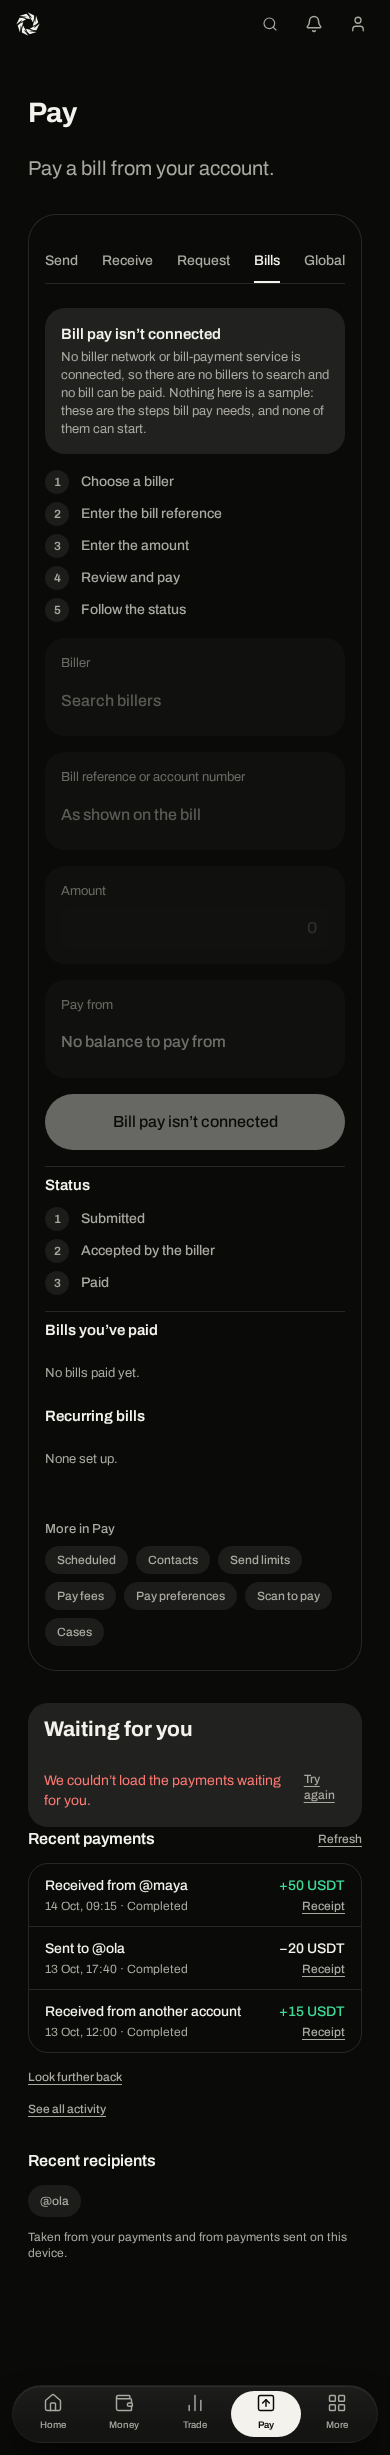 Pay
Pay a bill from your account.
Send Receive Request Bills Global
Bill pay isn’t connected
No biller network or bill-payment service is
connected, so there are no billers to search and
no bill can be paid. Nothing here is a sample:
these are the steps bill pay needs, and none of
them can start.
1 Choose a biller
2 Enter the bill reference
3 Enter the amount
4 Review and pay
5 Follow the status
Biller
Search billers
Bill reference or account number
As shown on the bill
Amount
0
Pay from
No balance to pay from
Bill pay isn’t connected
Status
1 Submitted
2 Accepted by the biller
3 Paid
Bills you’ve paid
No bills paid yet.
Recurring bills
None set up.
More in Pay
Scheduled Contacts Send limits
Pay fees Pay preferences Scan to pay
Cases
Waiting for you
We couldn’t load the payments waiting
for you.
Try
again
Recent payments Refresh
Received from @maya +50 USDT
14 Oct, 09:15 · Completed Receipt
Sent to @ola −20 USDT
13 Oct, 17:40 · Completed Receipt
Received from another account +15 USDT
13 Oct, 12:00 · Completed Receipt
Look further back
See all activity
Recent recipients
@ola
Taken from your payments and from payments sent on this
device.
Home Money Trade Pay More